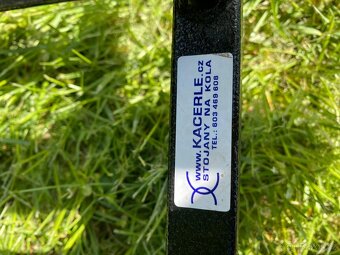 www.KACERLE.cz
STOJANY NA KOLA
TEL.: 603 469 608